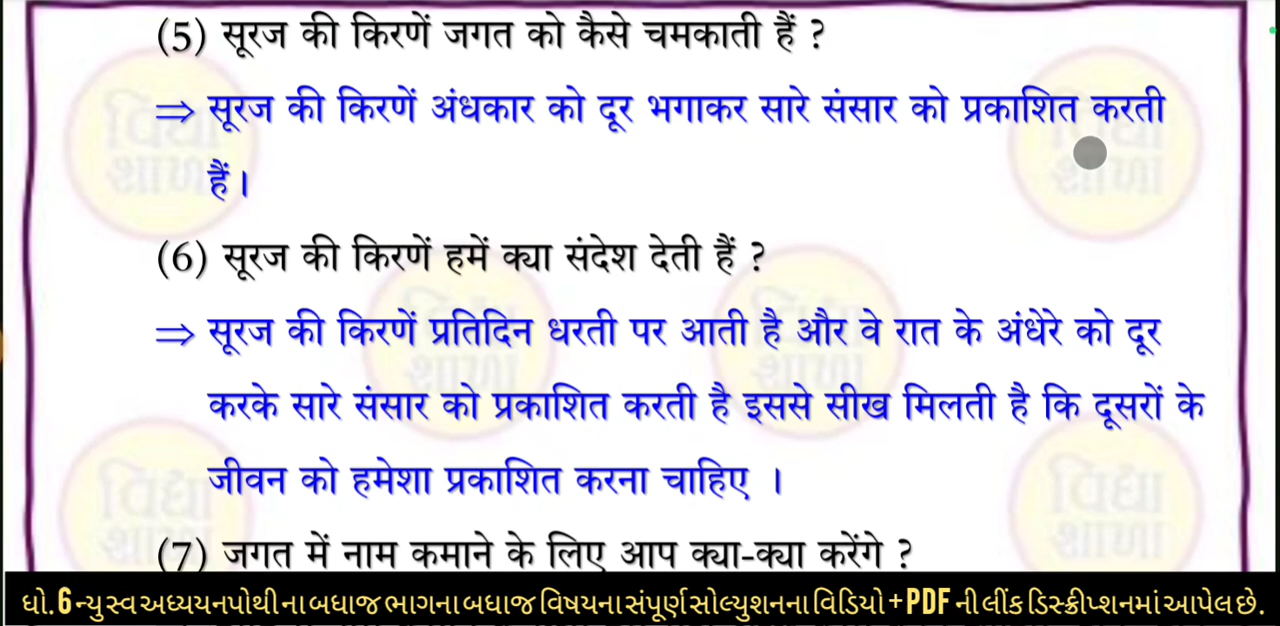 (5) सूरज की किरणें जगत को कैसे चमकाती हैं ?
⇒ सूरज की किरणें अंधकार को दूर भगाकर सारे संसार को प्रकाशित करती
हैं।
(6) सूरज की किरणें हमें क्या संदेश देती हैं ?
⇒ सूरज की किरणें प्रतिदिन धरती पर आती है और वे रात के अंधेरे को दूर
करके सारे संसार को प्रकाशित करती है इससे सीख मिलती है कि दूसरों के
जीवन को हमेशा प्रकाशित करना चाहिए ।
(7) जगत में नाम कमाने के लिए आप क्या-क्या करेंगे ?
ધો. 6 ન્યુ સ્વઅધ્યયનપોથીના બધાજ ભાગના બધાજ વિષયના સંપૂર્ણ સોલ્યુશનના વિડિયો + PDF ની લીંક ડિસ્ક્રીપ્શનમાં આપેલ છે.